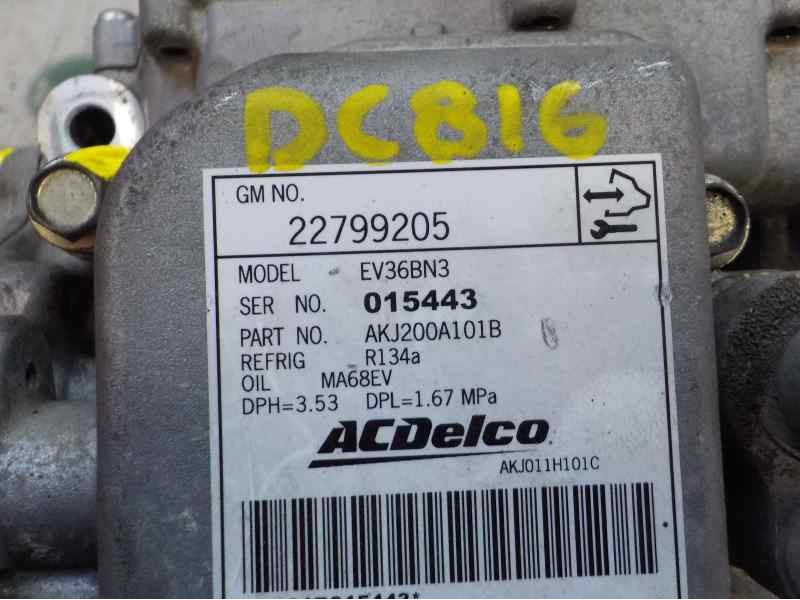 DC816
GM NO.
22799205
MODEL EV36BN3
SER NO. 015443
PART NO. AKJ200A101B
REFRIG R134a
OIL MA68EV
DPH=3.53 DPL=1.67 MPa
ACDelco
AKJ011H101C